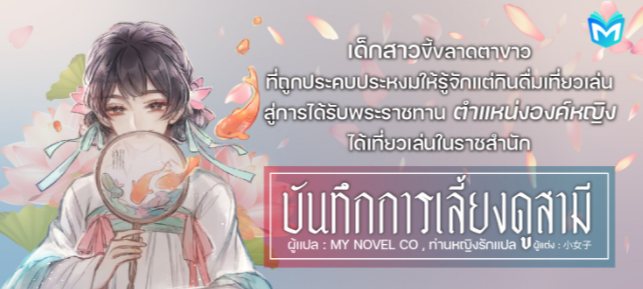 เด็กสาวขี้ขลาดตาขาว
ที่ถูกประคบประหงมให้รู้จักแต่กินดื่มเที่ยวเล่น
สู่การได้รับพระราชทาน ตำแหน่งองค์หญิง
ได้เที่ยวเล่นในราชสำนัก
บันทึกการเลี้ยงดูสามี
ผู้แปล : MY NOVEL CO , ท่านหญิงรักแปล ผู้แต่ง : 小女子